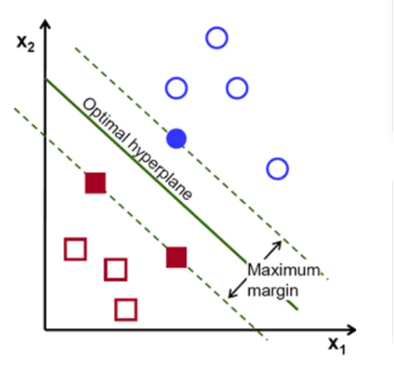 X₂
Optimal hyperplane
Maximum
margin
X₁